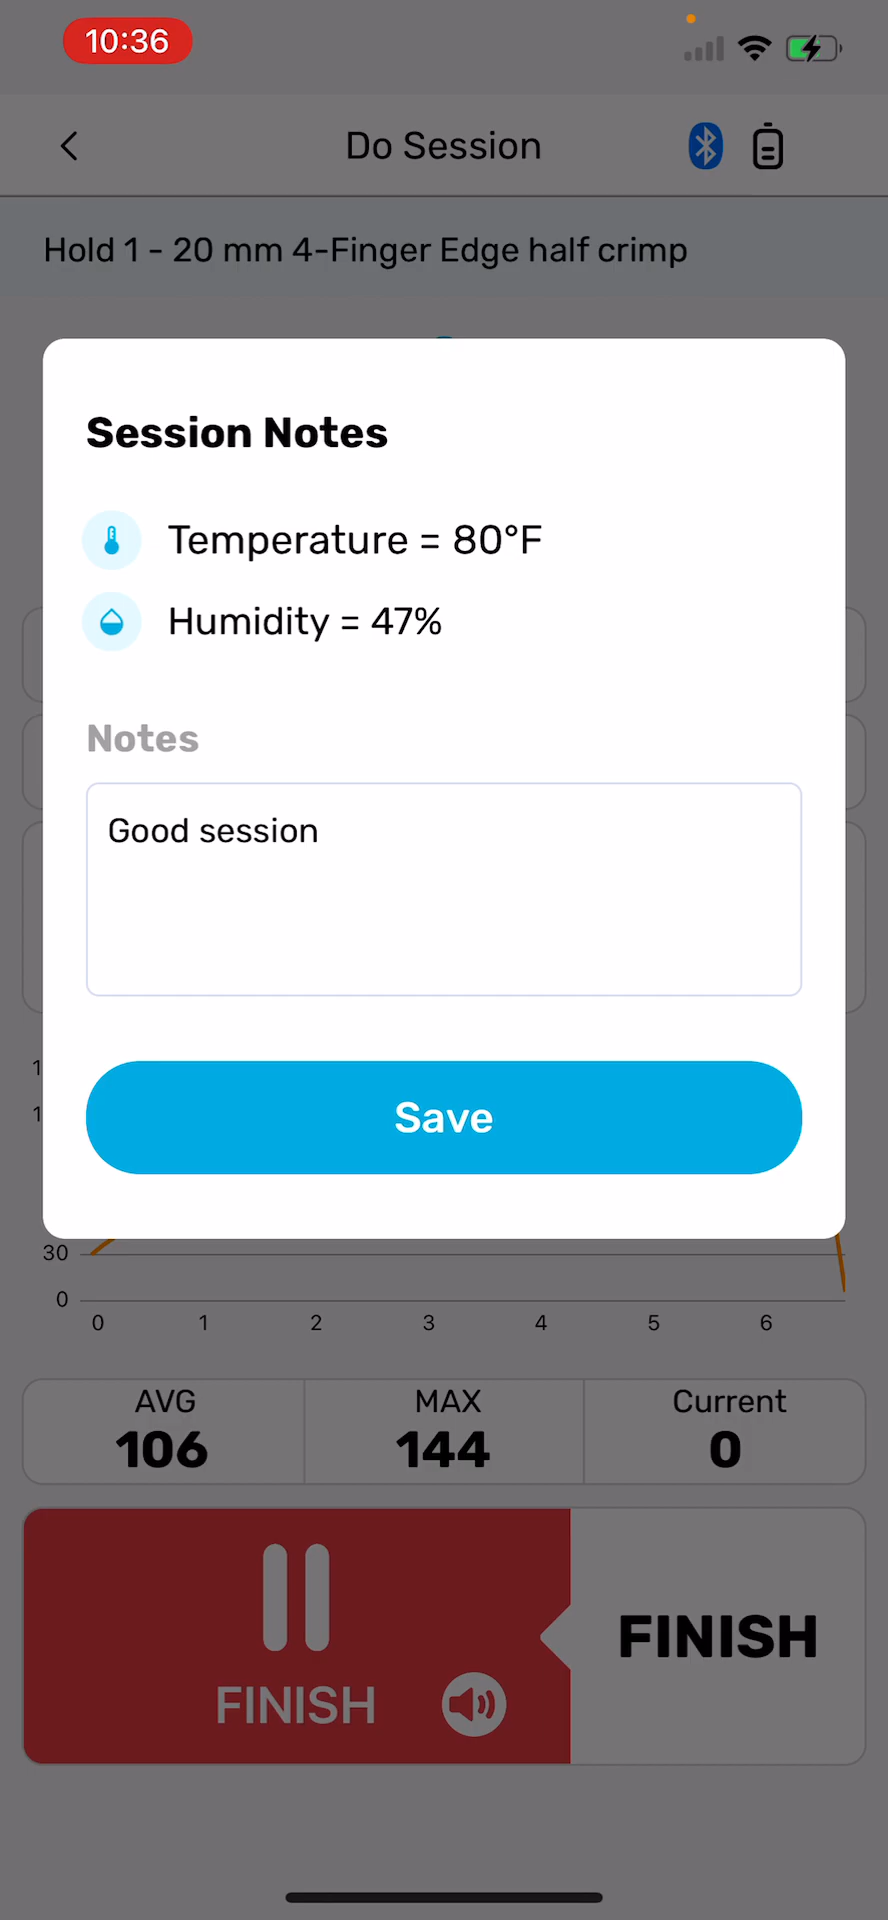 10:36
Do Session
Hold 1 - 20 mm 4-Finger Edge half crimp
Session Notes
Temperature = 80°F
Humidity = 47%
Notes
Good session
Save
30
0
0 1 2 3 4 5 6
AVG MAX Current
106 144 0
FINISH
FINISH